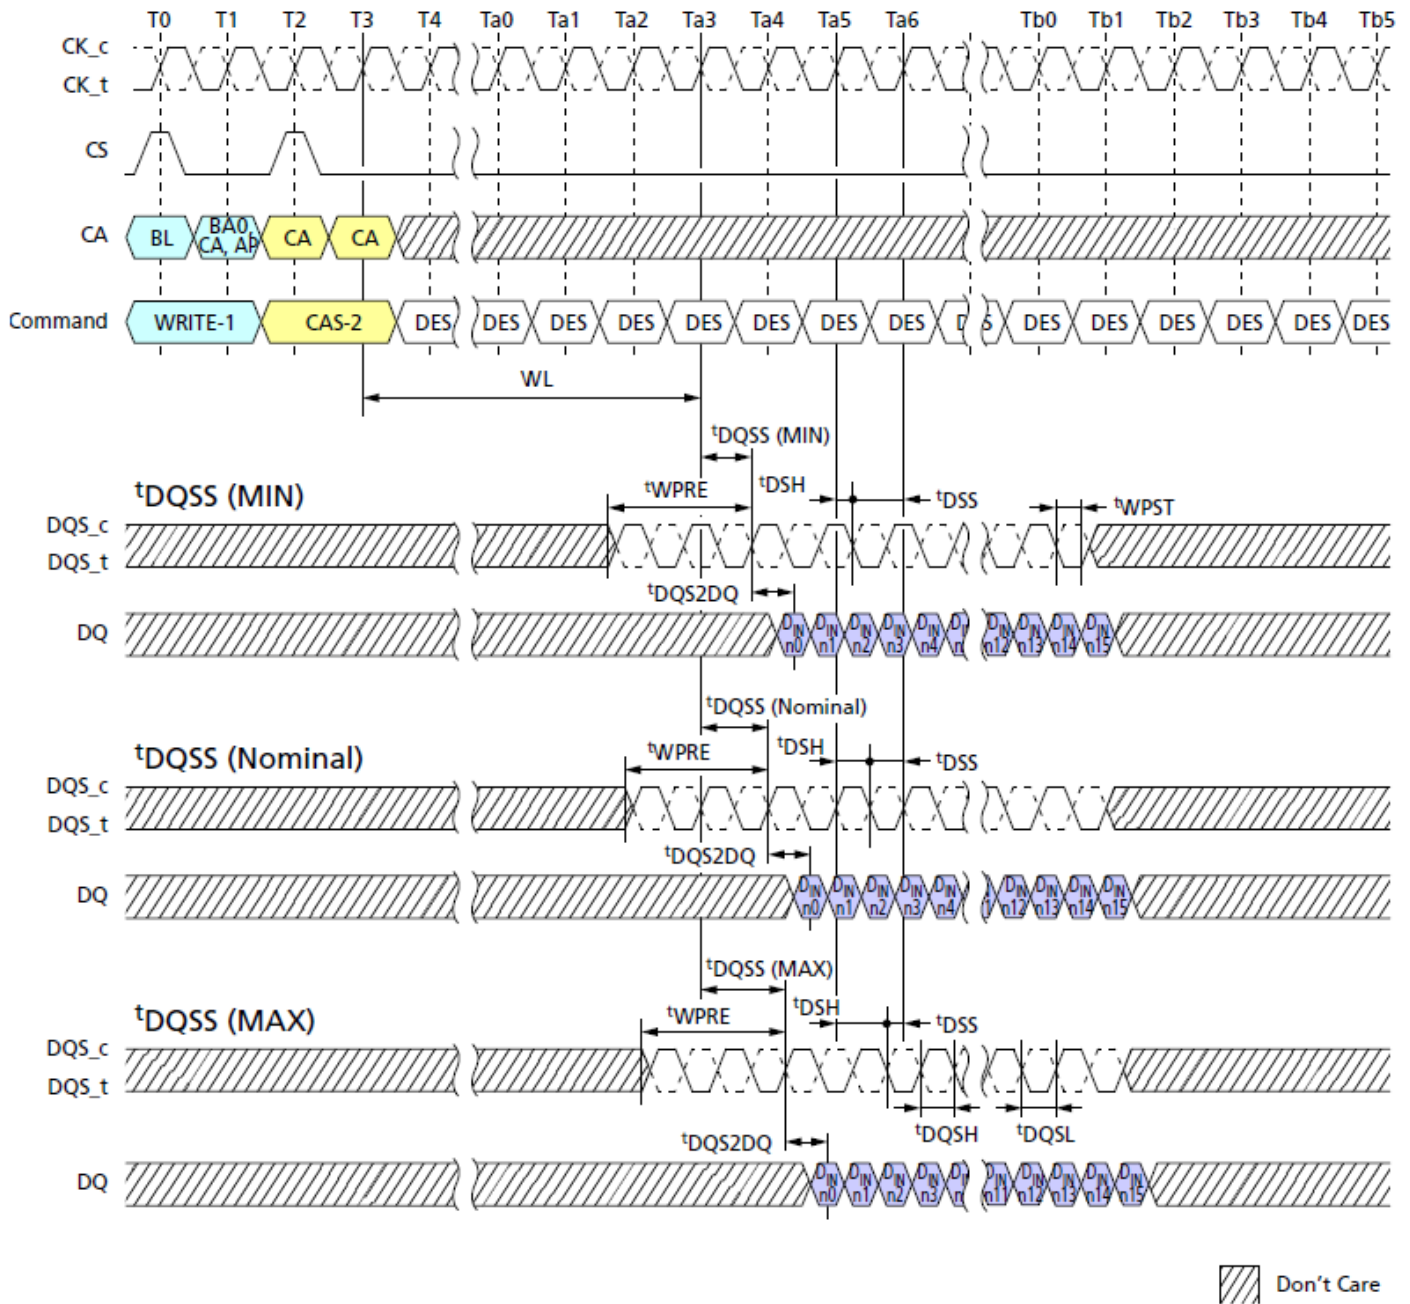 T0 T1 T2 T3 T4 Ta0 Ta1 Ta2 Ta3 Ta4 Ta5 Ta6 Tb0 Tb1 Tb2 Tb3 Tb4 Tb5
CK_c
CK_t
CS
CA BL BA0, CA, AP CA CA
Command WRITE-1 CAS-2 DES DES DES DES DES DES DES DES DES DES DES DES DES DES
WL
tDQSS (MIN)
tDQSS (MIN)
tWPRE tDSH tDSS tWPST
DQS_c
DQS_t
tDQS2DQ
DQ DIN n0 DIN n1 DIN n2 DIN n3 DIN n4 DIN n12 DIN n13 DIN n14 DIN n15
tDQSS (Nominal)
tDQSS (Nominal)
tWPRE tDSH tDSS
DQS_c
DQS_t
tDQS2DQ
DQ DIN n0 DIN n1 DIN n2 DIN n3 DIN n4 DIN n12 DIN n13 DIN n14 DIN n15
tDQSS (MAX)
tDQSS (MAX)
tWPRE tDSH tDSS
DQS_c
DQS_t
tDQSH tDQSL
tDQS2DQ
DQ DIN n0 DIN n1 DIN n2 DIN n3 DIN n11 DIN n12 DIN n13 DIN n14 DIN n15
Don't Care